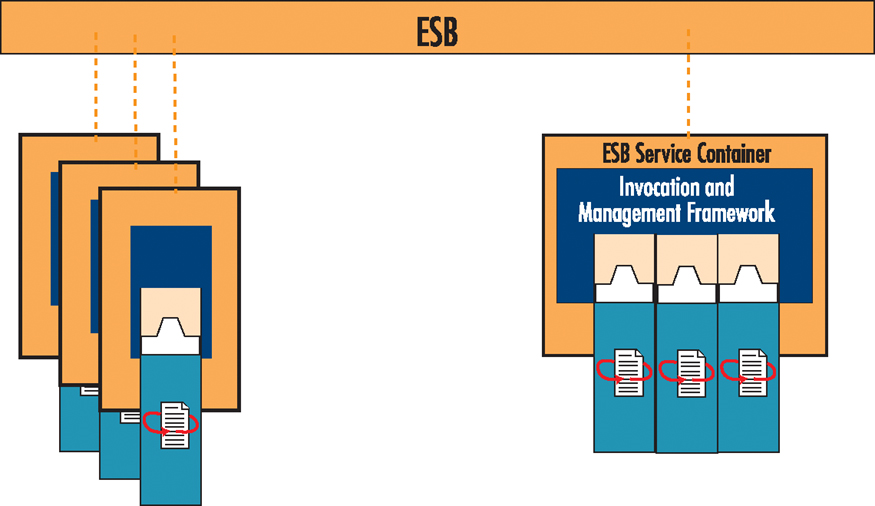 ESB
ESB Service Container
Invocation and
Management Framework